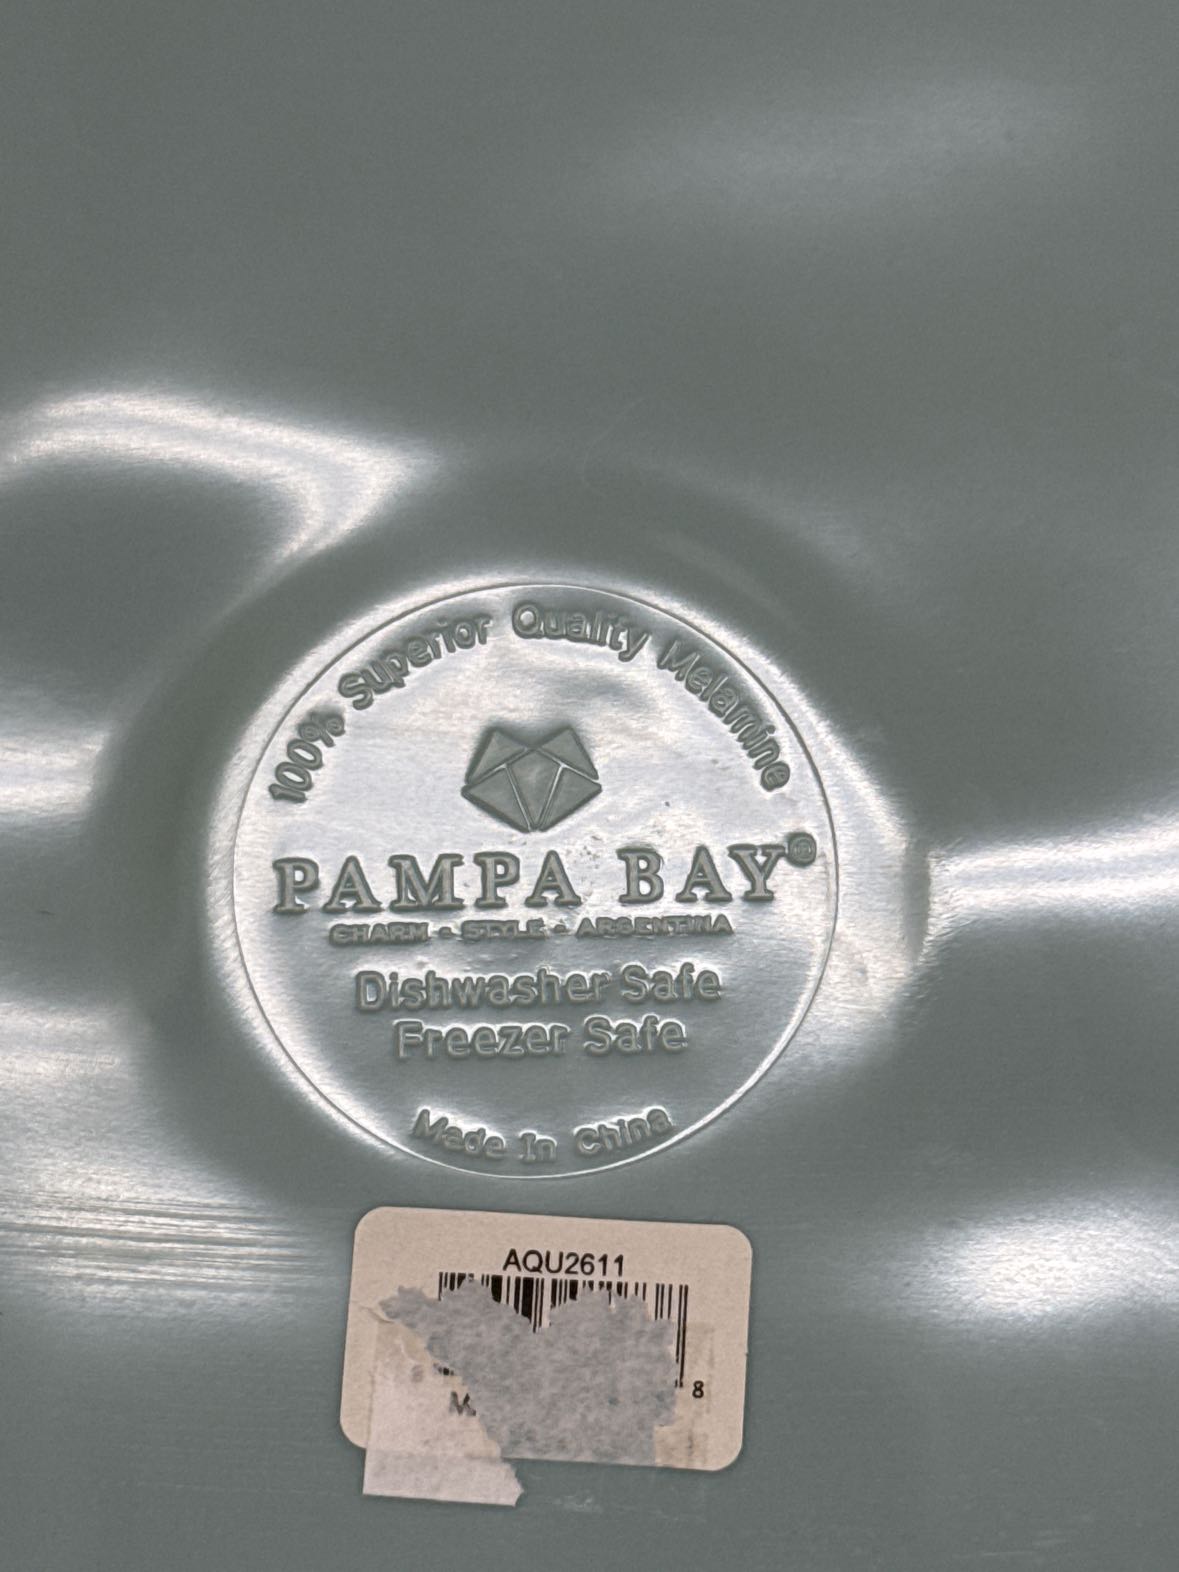 100% Superior Quality Melamine
PAMPA BAY®
CHARM - STYLE - ARGENTINA
Dishwasher Safe
Freezer Safe
Made In China
AQU2611
8